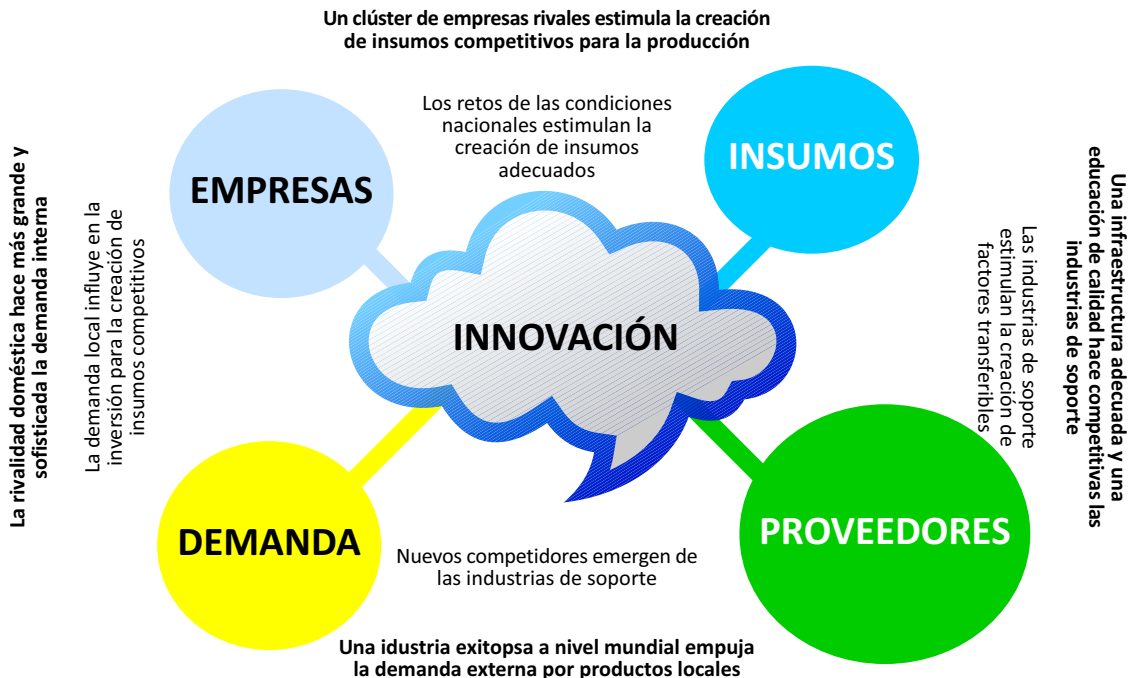 Un clúster de empresas rivales estimula la creación
de insumos competitivos para la producción
Los retos de las condiciones
nacionales estimulan la
creación de insumos
adecuados
EMPRESAS
INSUMOS
La rivalidad doméstica hace más grande y
sofisticada la demanda interna
La demanda local influye en la
inversión para la creación de
insumos competitivos
INNOVACIÓN
Las industrias de soporte
estimulan la creación de
factores transferibles
Una infraestructura adecuada y una
educación de calidad hace competitivas las
industrias de soporte
DEMANDA
PROVEEDORES
Nuevos competidores emergen de
las industrias de soporte
Una idustria exitopsa a nivel mundial empuja
la demanda externa por productos locales